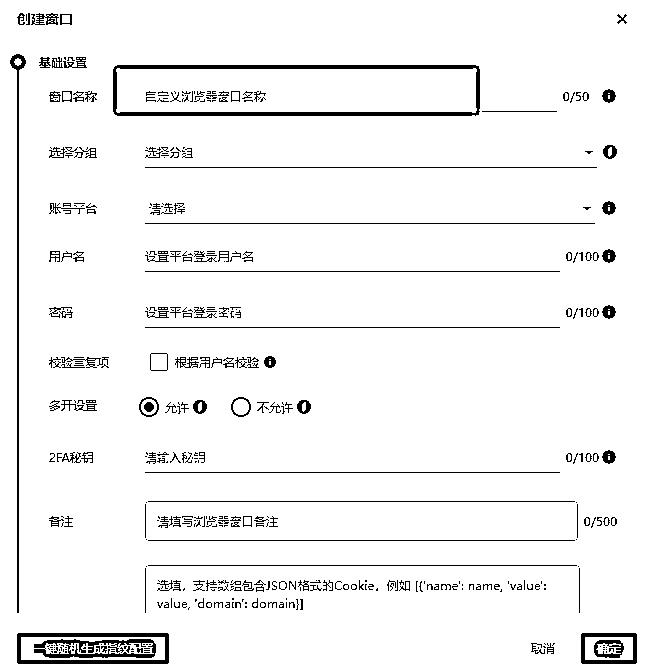 创建窗口
基础设置
窗口名称 自定义浏览器窗口名称 0/50
选择分组 选择分组
账号平台 请选择
用户名 设置平台登录用户名 0/100
密码 设置平台登录密码 0/100
校验重复项 根据用户名校验
多开设置 允许 不允许
2FA秘钥 请输入秘钥 0/100
备注 请填写浏览器窗口备注 0/500
选填，支持数组包含JSON格式的Cookie，例如 [{'name': name, 'value':
value, 'domain': domain}]
一键随机生成指纹配置 取消 确定